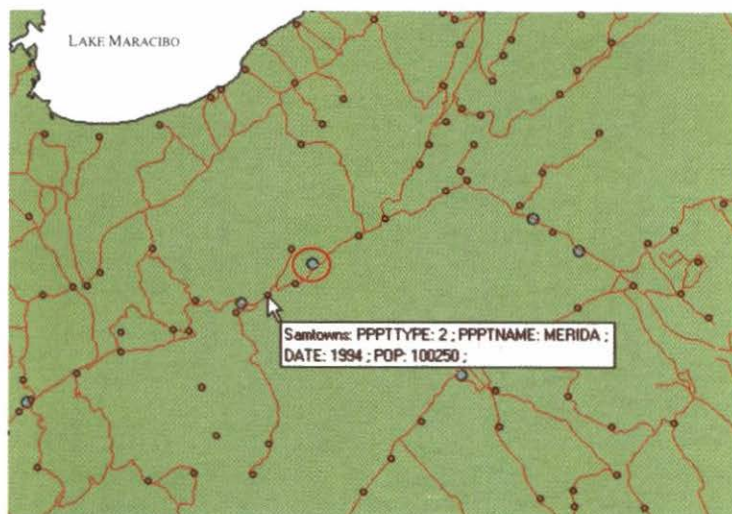 LAKE MARACIBO
Samtowns: PPPTTYPE: 2 ; PPPTNAME: MERIDA ;
DATE: 1994 ; POP: 100250 ;